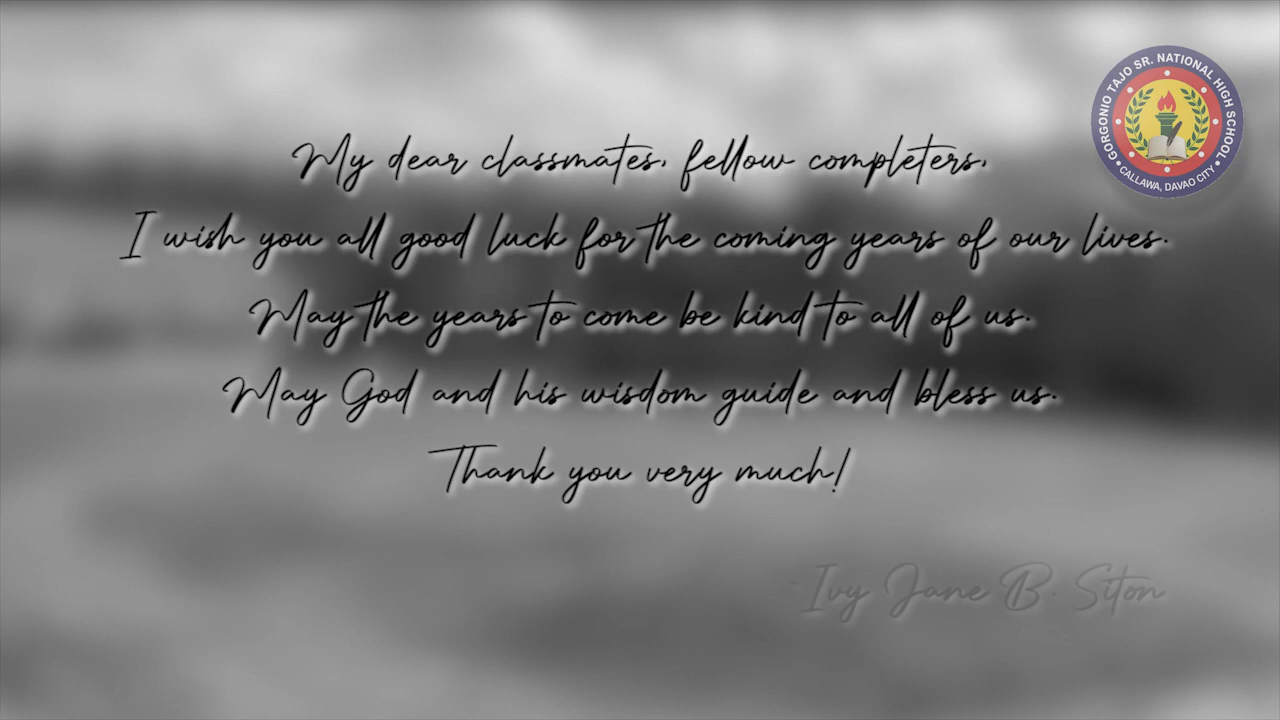 GORGONIO TAJO SR. NATIONAL HIGH SCHOOL
• CALLAWA, DAVAO CITY •
My dear classmates, fellow completers,
I wish you all good luck for the coming years of our lives.
May the years to come be kind to all of us.
May God and his wisdom guide and bless us.
Thank you very much!
-Ivy Jane B. Siton